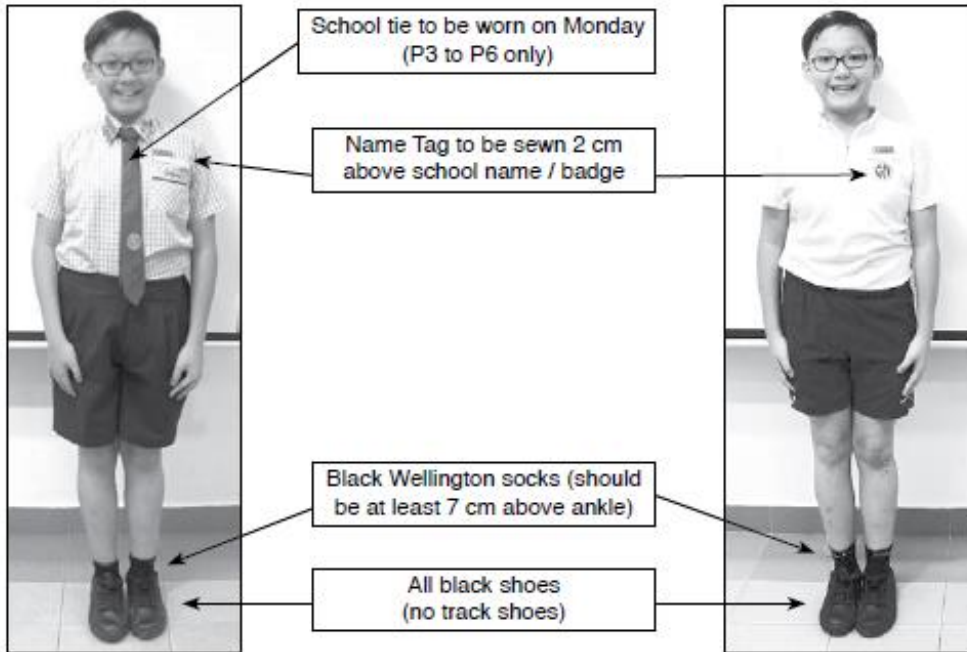 School tie to be worn on Monday
(P3 to P6 only)
Name Tag to be sewn 2 cm
above school name / badge
Black Wellington socks (should
be at least 7 cm above ankle)
All black shoes
(no track shoes)